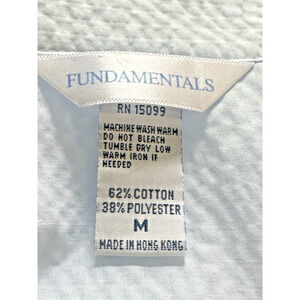 FUNDAMENTALS
RN 15099
MACHINE WASH WARM
DO NOT BLEACH
TUMBLE DRY LOW
WARM IRON IF
NEEDED
62% COTTON
38% POLYESTER
M
MADE IN HONG KONG